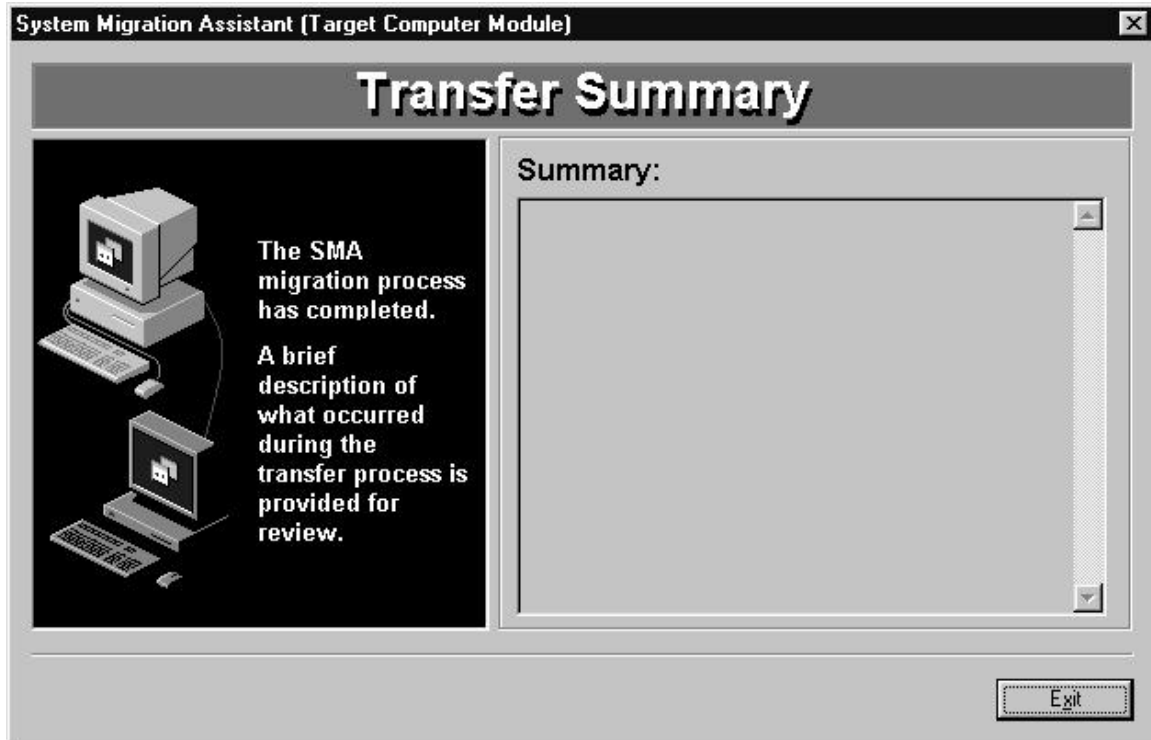 System Migration Assistant (Target Computer Module)
Transfer Summary
The SMA
migration process
has completed.
A brief
description of
what occurred
during the
transfer process is
provided for
review.
Summary:
Exit